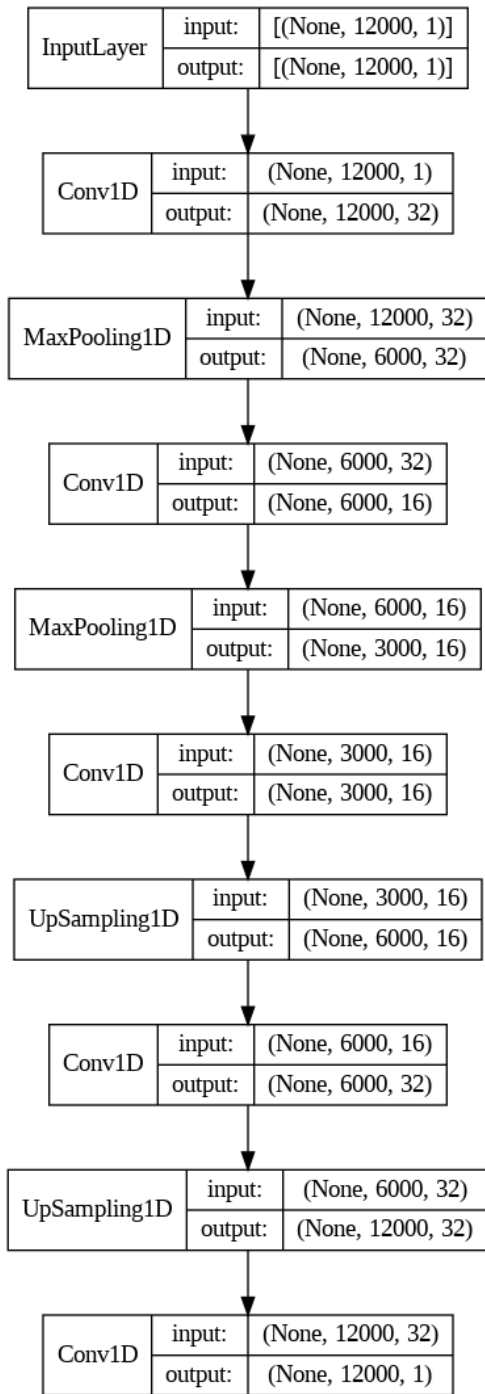 InputLayer
input: [(None, 12000, 1)]
output: [(None, 12000, 1)]
Conv1D
input: (None, 12000, 1)
output: (None, 12000, 32)
MaxPooling1D
input: (None, 12000, 32)
output: (None, 6000, 32)
Conv1D
input: (None, 6000, 32)
output: (None, 6000, 16)
MaxPooling1D
input: (None, 6000, 16)
output: (None, 3000, 16)
Conv1D
input: (None, 3000, 16)
output: (None, 3000, 16)
UpSampling1D
input: (None, 3000, 16)
output: (None, 6000, 16)
Conv1D
input: (None, 6000, 16)
output: (None, 6000, 32)
UpSampling1D
input: (None, 6000, 32)
output: (None, 12000, 32)
Conv1D
input: (None, 12000, 32)
output: (None, 12000, 1)